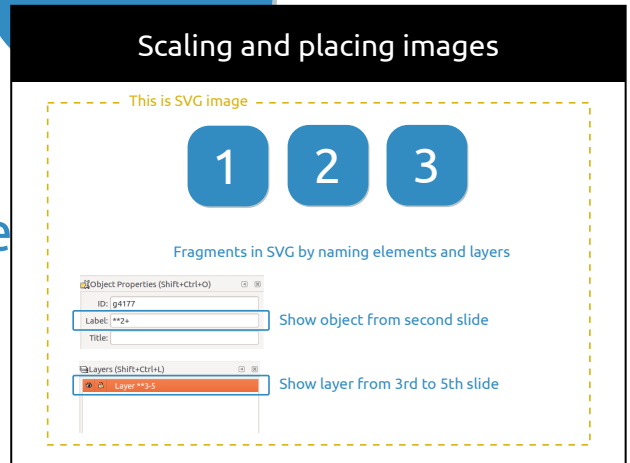 Scaling and placing images
This is SVG image
1 2 3
e
Fragments in SVG by naming elements and layers
Object Properties (Shift+Ctrl+O)
ID: g4177
Label: **2+
Show object from second slide
Title:
Layers (Shift+Ctrl+L)
Layer **3-5
Show layer from 3rd to 5th slide